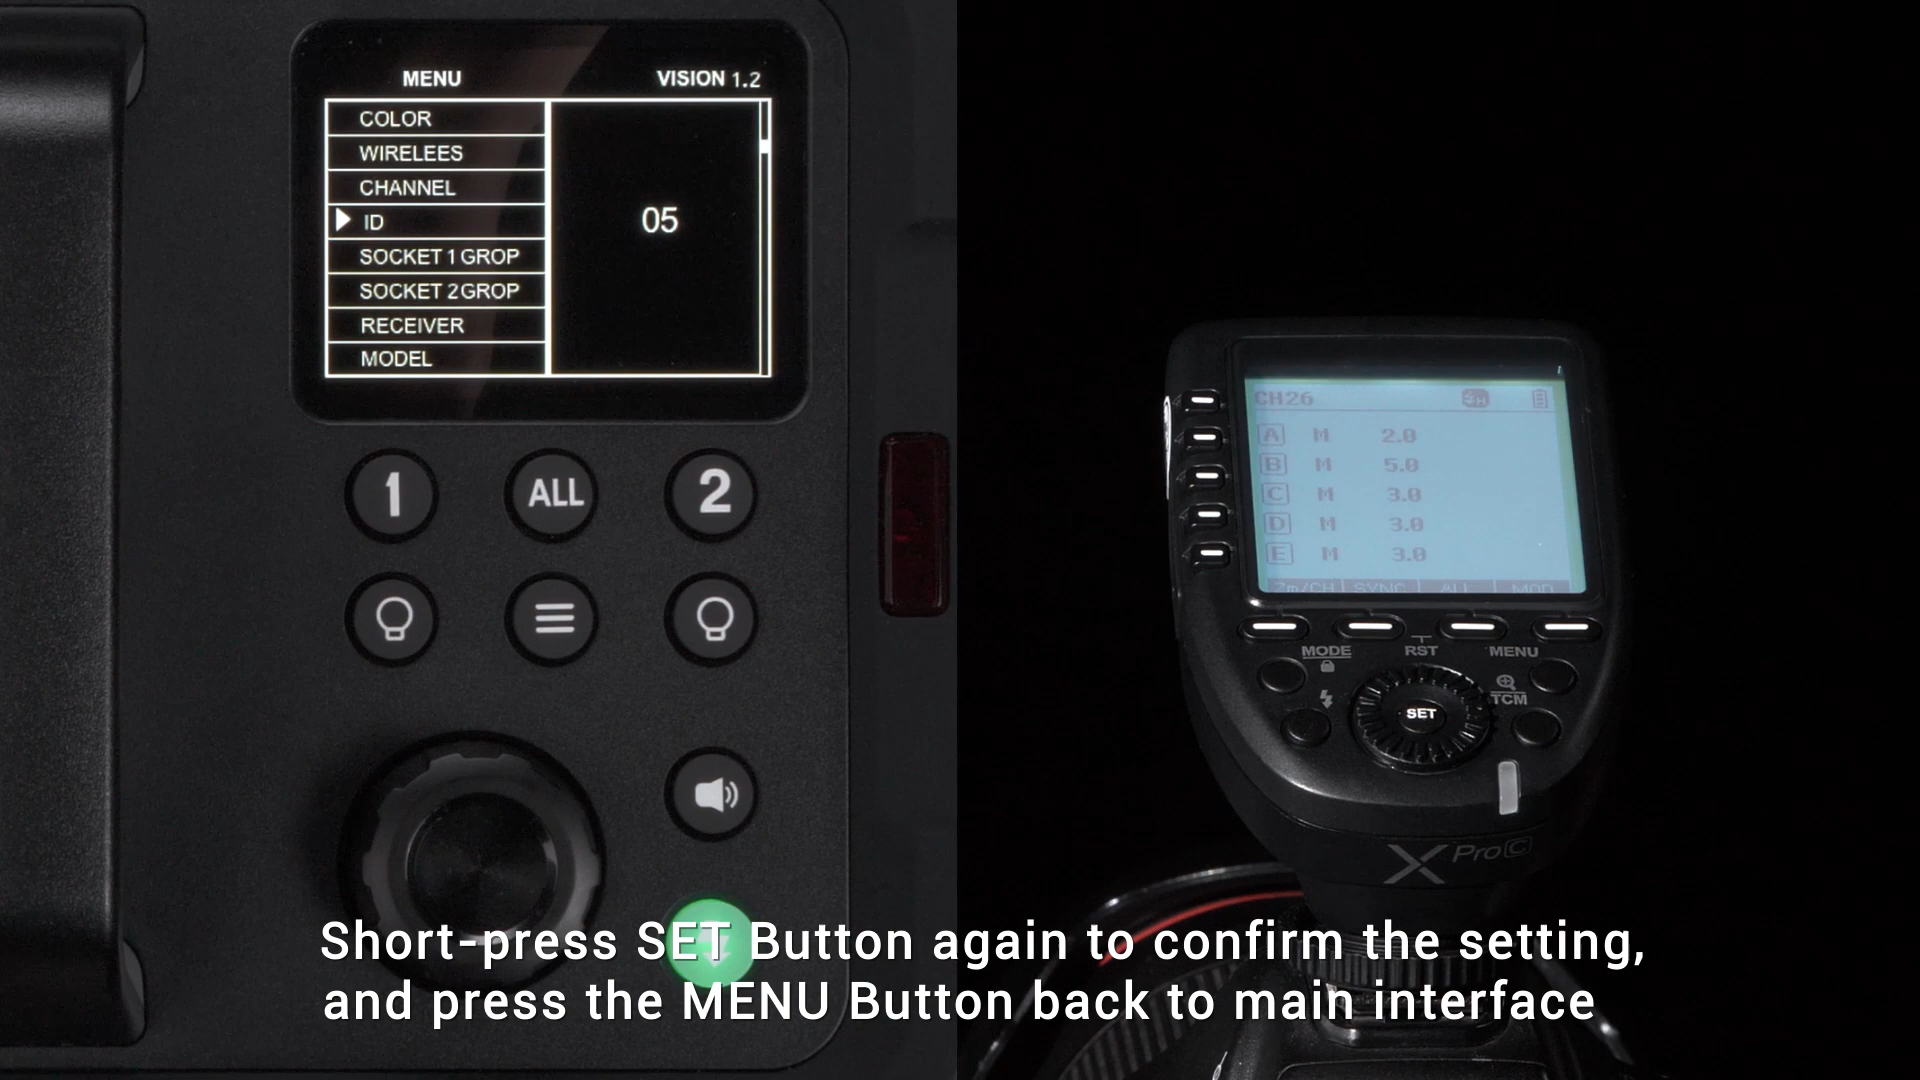 MENU VISION 1.2
COLOR
WIRELEES
CHANNEL
ID
05
SOCKET 1 GROP
SOCKET 2 GROP
RECEIVER
MODEL
1 ALL 2
CH26
A M 2.0
B M 5.0
C M 3.0
D M 3.0
E M 3.0
Zm/CH SYNC ALL MOD
MODE RST MENU
TCM
SET
X Pro C
Short-press SET Button again to confirm the setting,
and press the MENU Button back to main interface